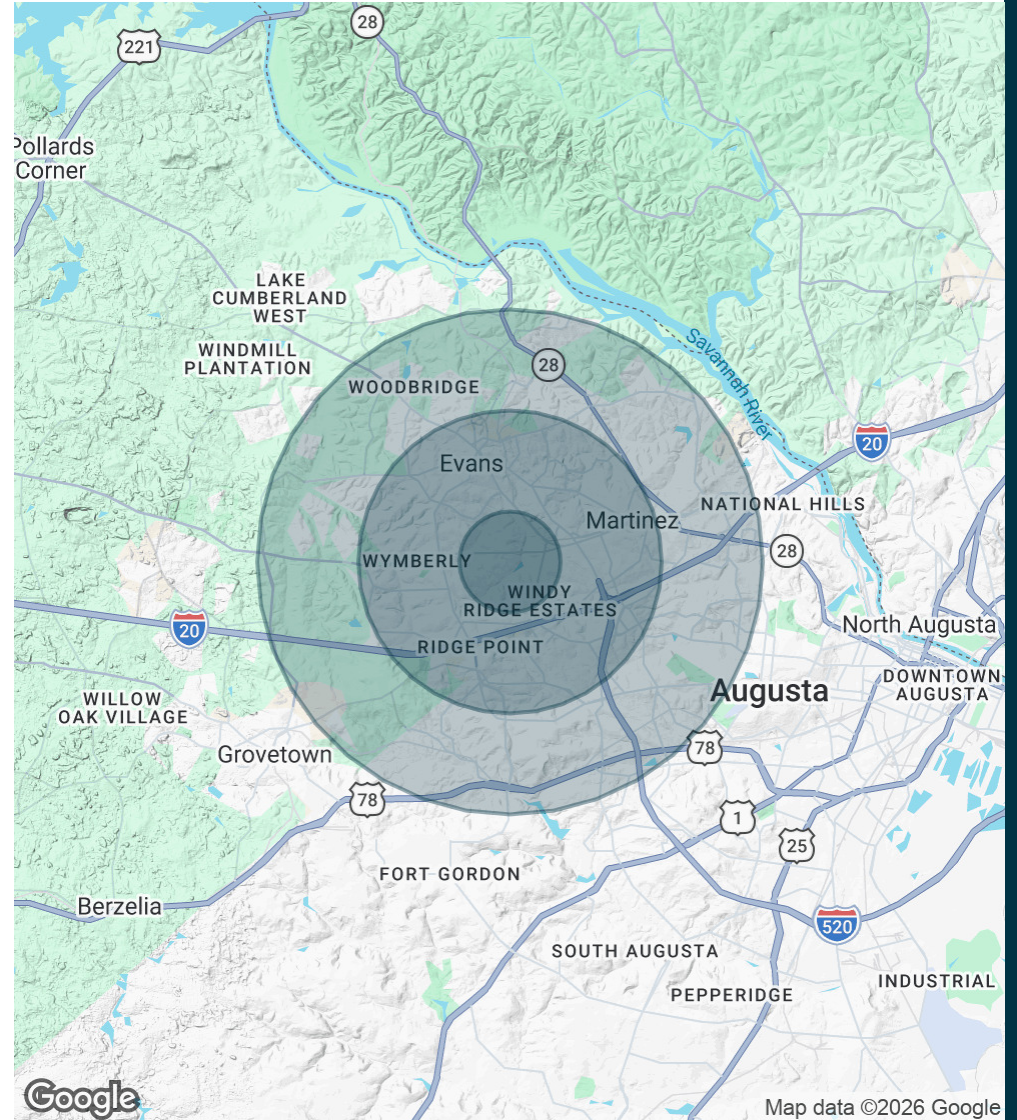 28
221
Pollards
Corner
LAKE
CUMBERLAND
WEST
WINDMILL
PLANTATION
WOODBRIDGE
28
Savannah River
20
Evans
NATIONAL HILLS
Martinez
28
WYMBERLY
WINDY
RIDGE ESTATES
20
North Augusta
RIDGE POINT
DOWNTOWN
AUGUSTA
Augusta
WILLOW
OAK VILLAGE
Grovetown
78
78
1
25
FORT GORDON
Berzelia
520
SOUTH AUGUSTA
INDUSTRIAL
PEPPERIDGE
Google
Map data ©2026 Google